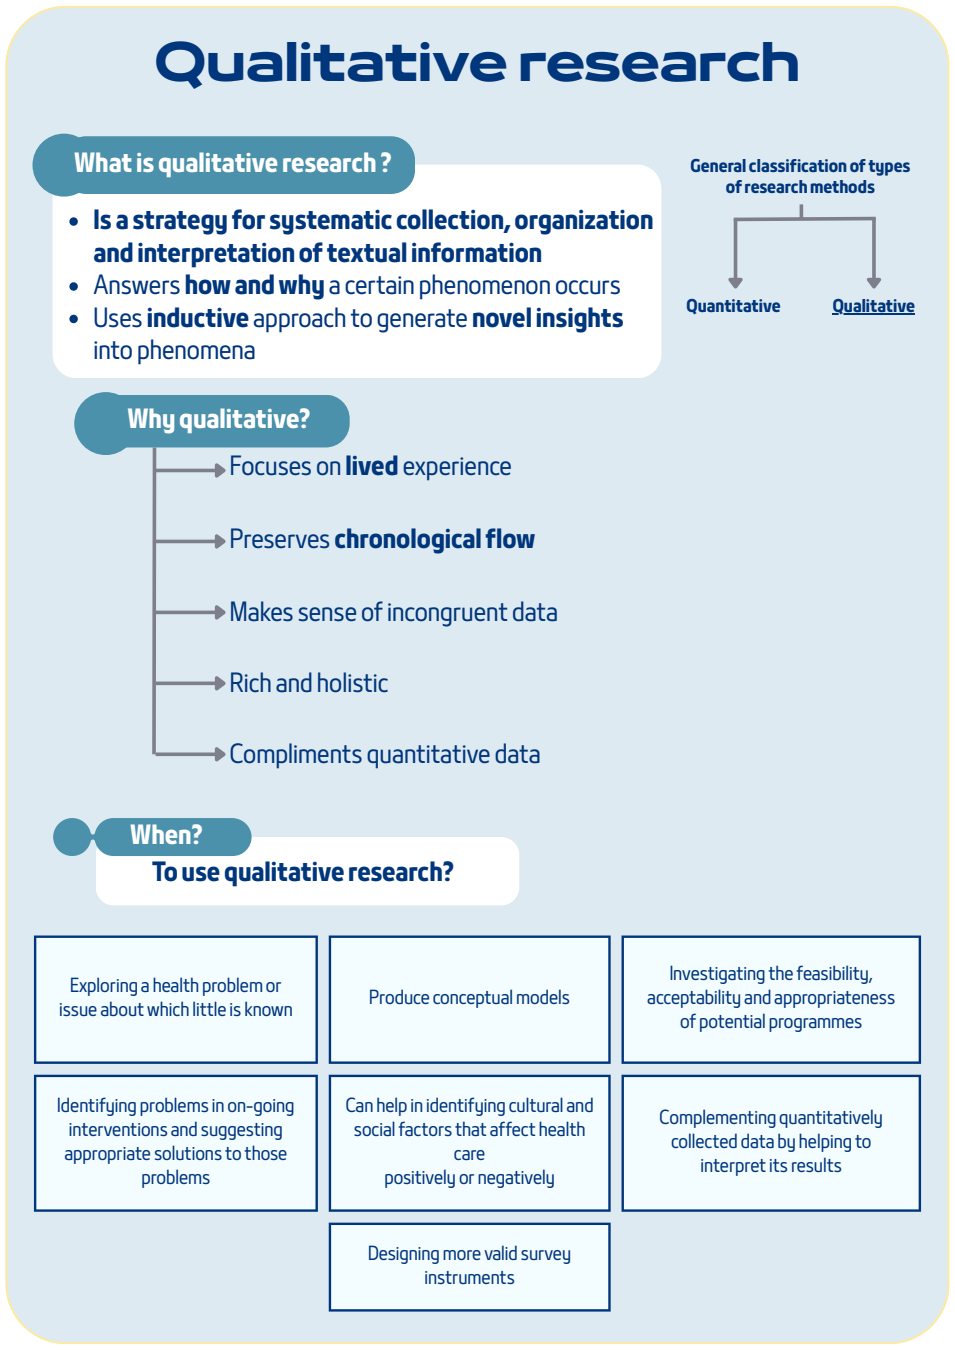 Qualitative research
What is qualitative research ?
• Is a strategy for systematic collection, organization
and interpretation of textual information
• Answers how and why a certain phenomenon occurs
• Uses inductive approach to generate novel insights
into phenomena
General classification of types
of research methods
Quantitative
Qualitative
Why qualitative?
Focuses on lived experience
Preserves chronological flow
Makes sense of incongruent data
Rich and holistic
Compliments quantitative data
When?
To use qualitative research?
Exploring a health problem or
issue about which little is known
Produce conceptual models
Investigating the feasibility,
acceptability and appropriateness
of potential programmes
Identifying problems in on-going
interventions and suggesting
appropriate solutions to those
problems
Can help in identifying cultural and
social factors that affect health
care
positively or negatively
Complementing quantitatively
collected data by helping to
interpret its results
Designing more valid survey
instruments